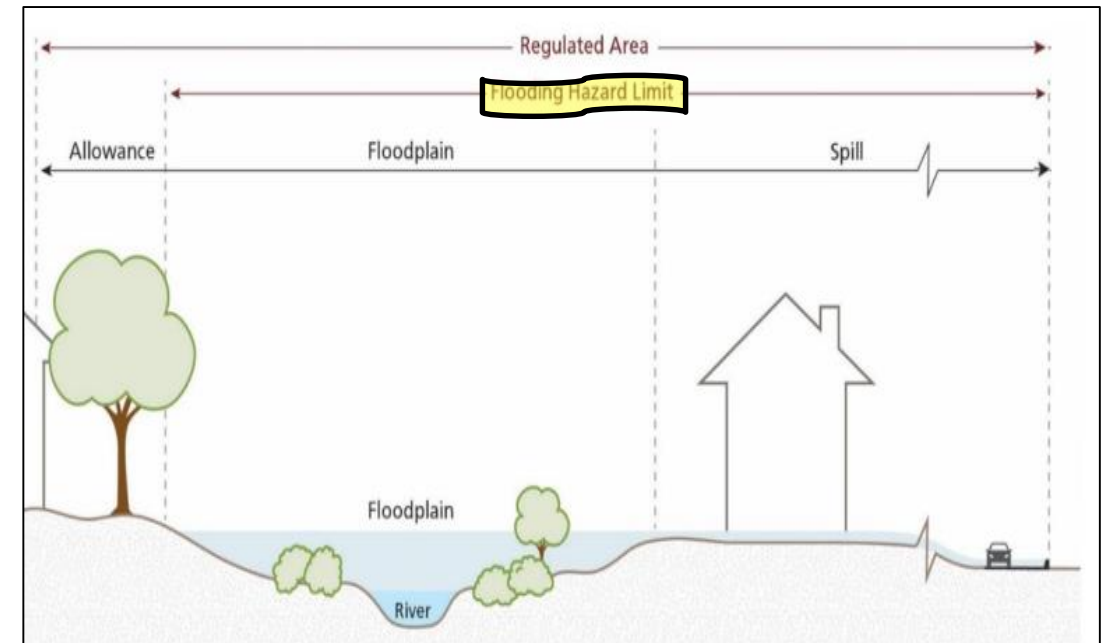 Regulated Area
Flooding Hazard Limit
Allowance Floodplain Spill
Floodplain
River